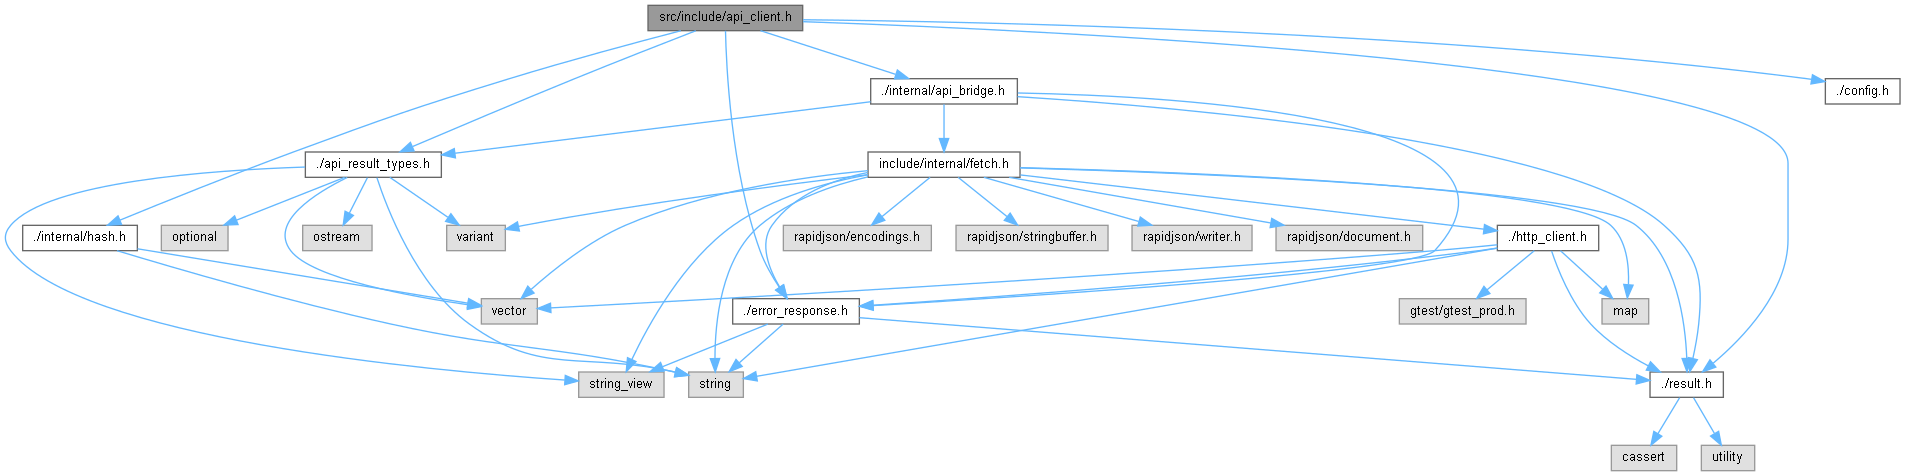 src/include/api_client.h
./internal/api_bridge.h
./config.h
./api_result_types.h
include/internal/fetch.h
./internal/hash.h
optional
ostream
variant
rapidjson/encodings.h
rapidjson/stringbuffer.h
rapidjson/writer.h
rapidjson/document.h
./http_client.h
vector
./error_response.h
gtest/gtest_prod.h
map
string_view
string
./result.h
cassert
utility